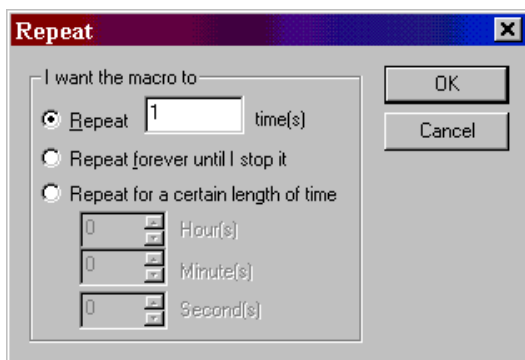 Repeat
I want the macro to
Repeat 1 time(s)
Repeat forever until I stop it
Repeat for a certain length of time
0 Hour(s)
0 Minute(s)
0 Second(s)
OK
Cancel